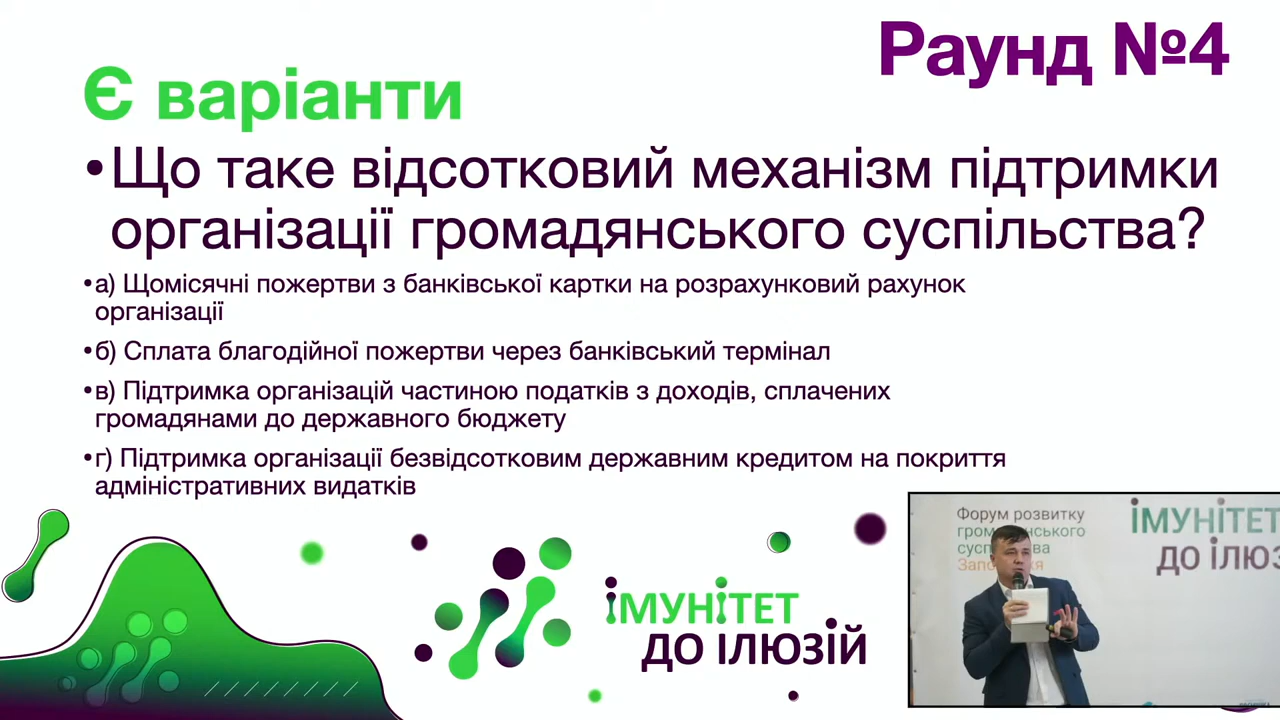 Раунд №4
Є варіанти
•Що таке відсотковий механізм підтримки
організації громадянського суспільства?
•а) Щомісячні пожертви з банківської картки на розрахунковий рахунок
організації
•б) Сплата благодійної пожертви через банківський термінал
•в) Підтримка організацій частиною податків з доходів, сплачених
громадянами до державного бюджету
•г) Підтримка організації безвідсотковим державним кредитом на покриття
адміністративних видатків
ІМУНІТЕТ
ДО ІЛЮЗІЙ
Форум розвитку
ІМУНІТЕТ
ДО ІЛЮЗ